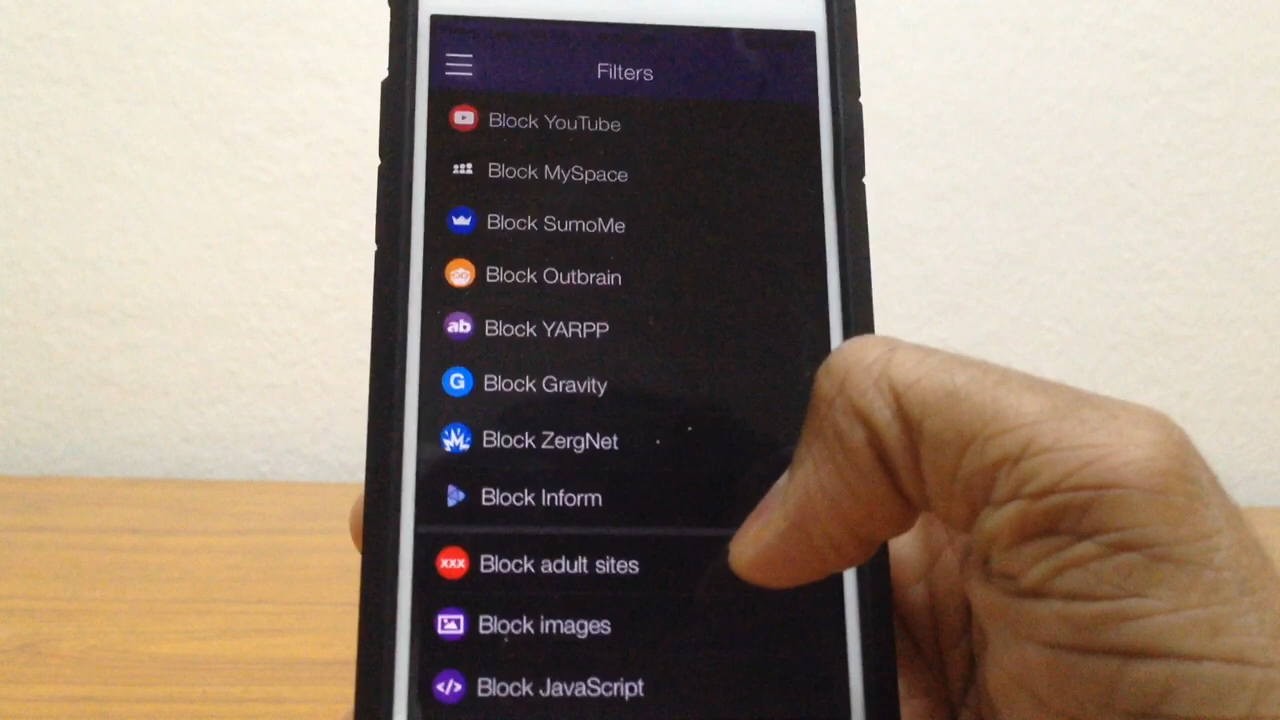 Filters
Block YouTube
Block MySpace
Block SumoMe
Block Outbrain
ab Block YARPP
G Block Gravity
Block ZergNet
Block Inform
XXX Block adult sites
Block images
</> Block JavaScript